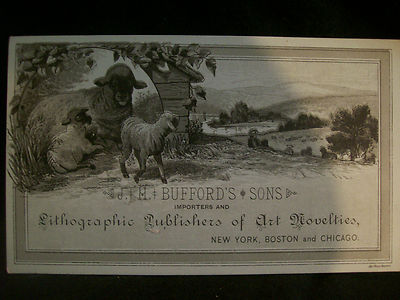 J. H. BUFFORD'S SONS
IMPORTERS AND
Lithographic Publishers of Art Novelties,
NEW YORK, BOSTON and CHICAGO.